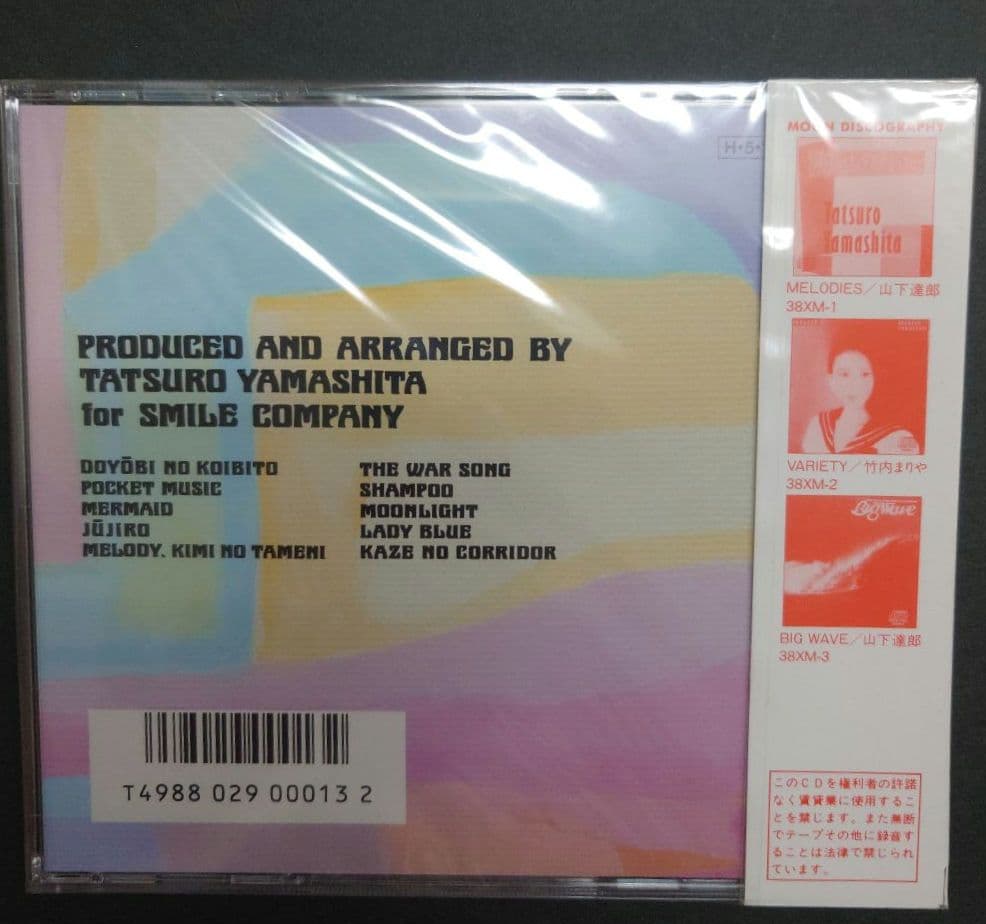 PRODUCED AND ARRANGED BY
TATSURO YAMASHITA
for SMILE COMPANY
DOYŌBI NO KOIBITO
POCKET MUSIC
MERMAID
JŪJIRO
MELODY. KIMI NO TAMENI
THE WAR SONG
SHAMPOO
MOONLIGHT
LADY BLUE
KAZE NO CORRIDOR
T4988 029 00013 2
H•5•
MOON DISCOGRAPHY
Tatsuro
Yamashita
MELODIES／山下達郎
38XM-1
VARIETY／竹内まりや
38XM-2
Big Wave
BIG WAVE／山下達郎
38XM-3
このCDを権利者の許諾
なく賃貸業に使用するこ
とを禁じます。また無断
でテープその他に録音す
ることは法律で禁じられ
ています。